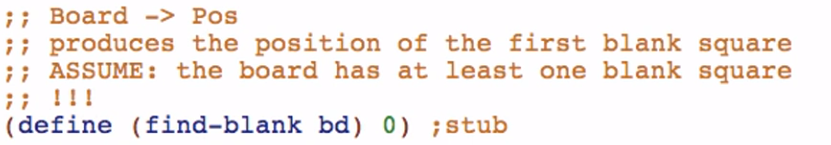 ;; Board -> Pos
;; produces the position of the first blank square
;; ASSUME: the board has at least one blank square
;; !!!
(define (find-blank bd) 0) ;stub